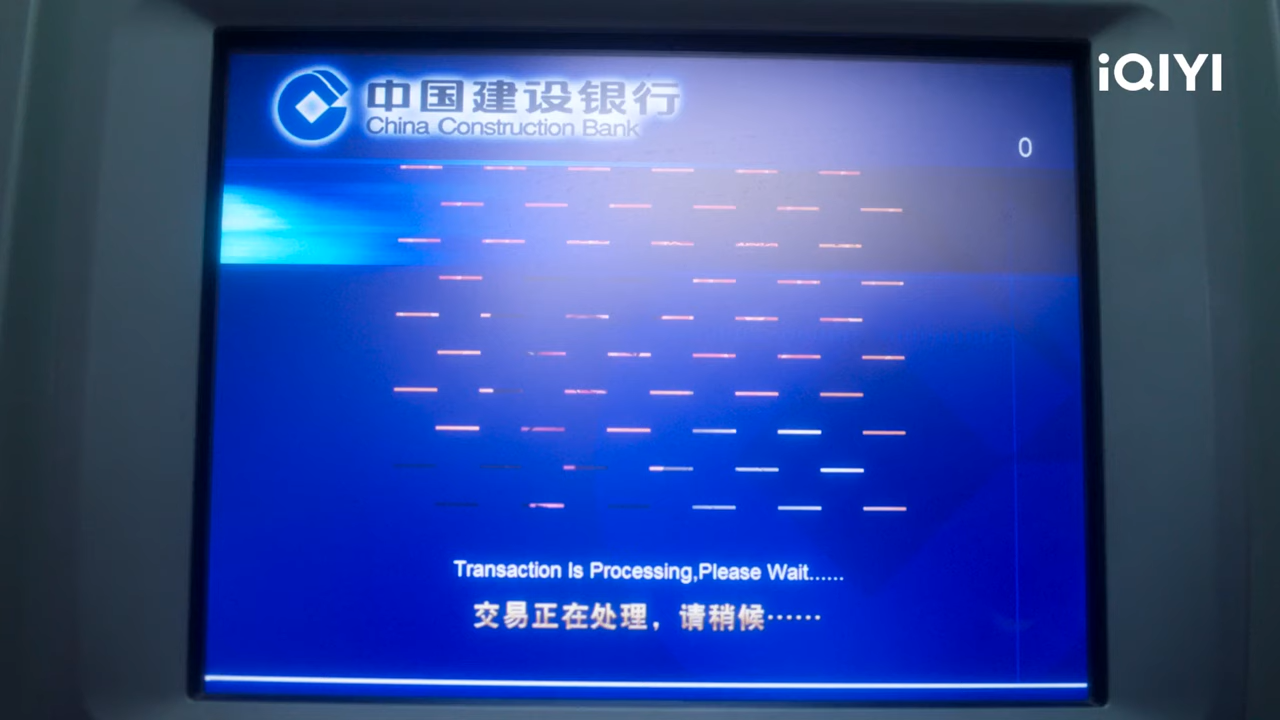 iQIYI
中国建设银行
China Construction Bank
0
Transaction Is Processing,Please Wait......
交易正在处理，请稍候……